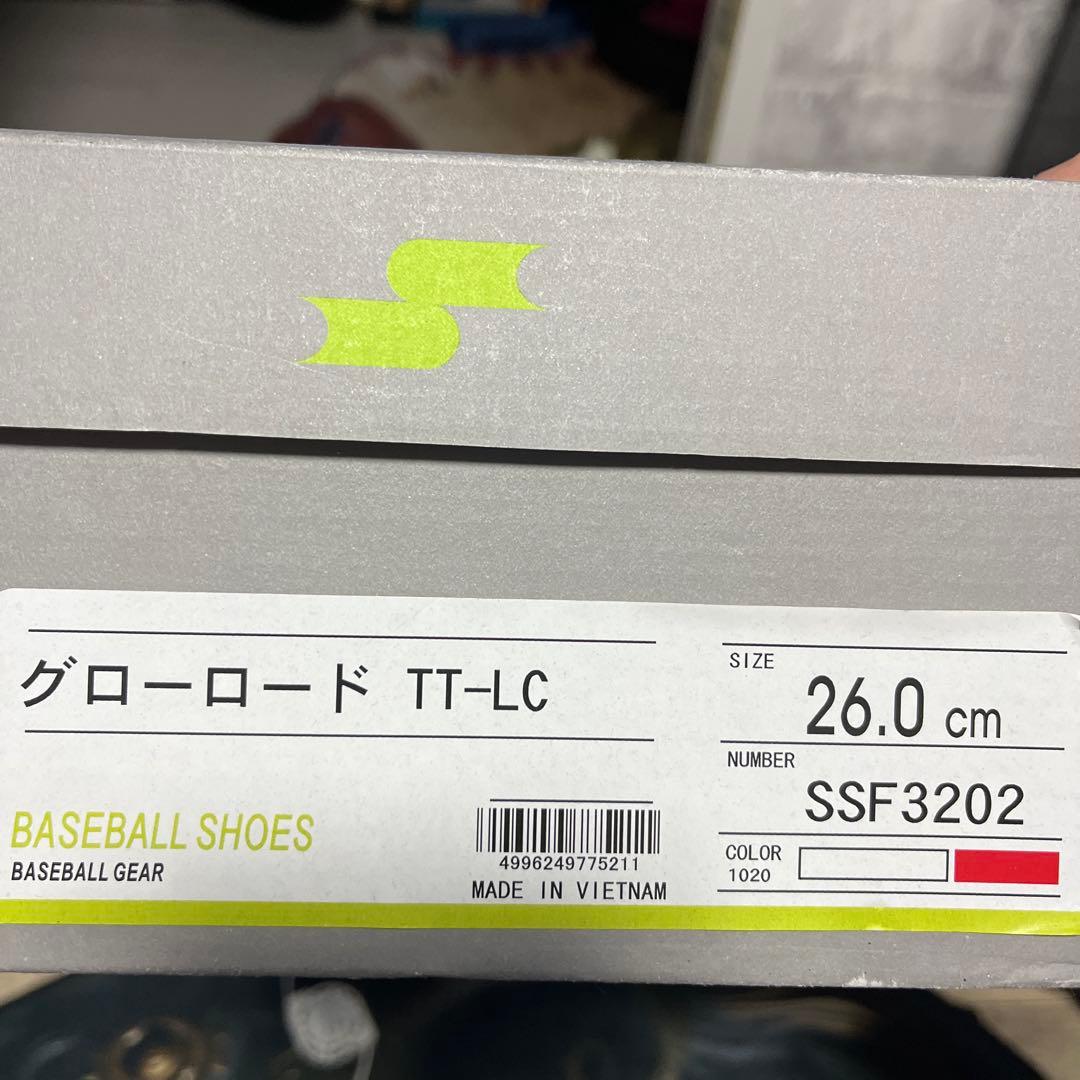 グローロード TT-LC
SIZE
26.0 cm
NUMBER
SSF3202
BASEBALL SHOES
BASEBALL GEAR
4996249775211
MADE IN VIETNAM
COLOR
1020